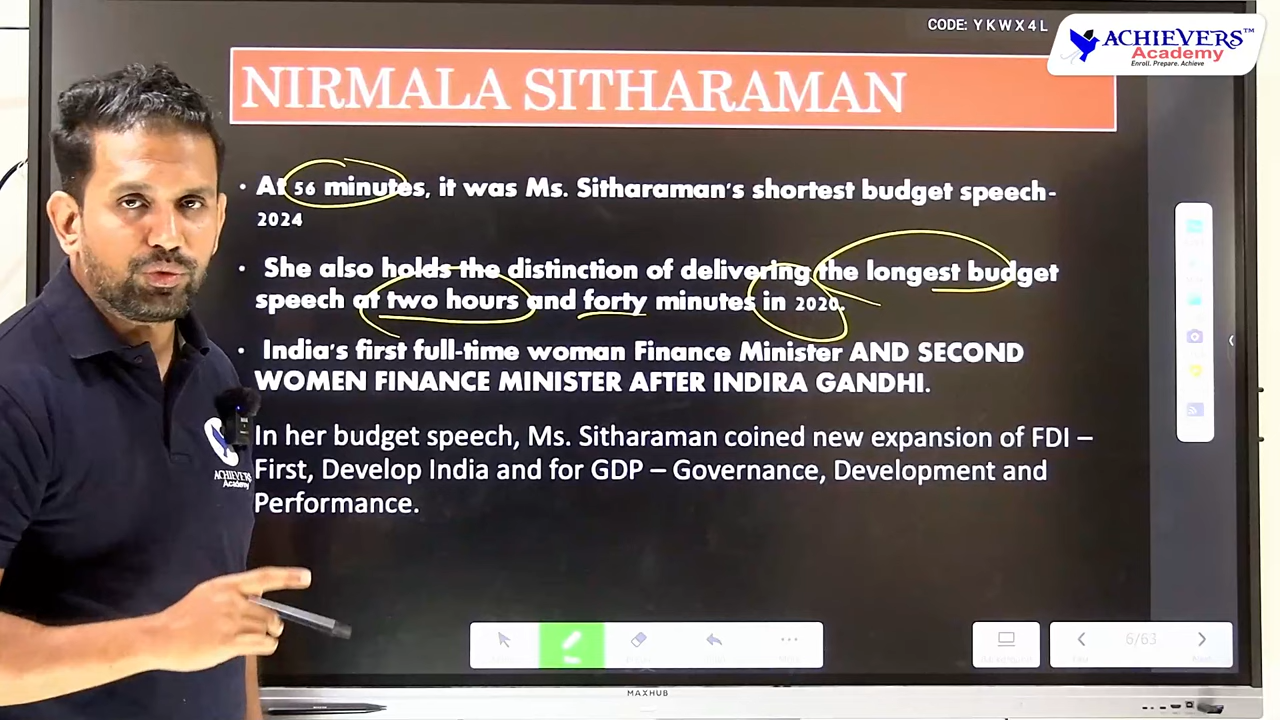 CODE: Y K W X 4 L
ACHIEVERS™
Academy
Enroll. Prepare. Achieve
NIRMALA SITHARAMAN
• At 56 minutes, it was Ms. Sitharaman's shortest budget speech-
2024
• She also holds the distinction of delivering the longest budget
speech at two hours and forty minutes in 2020.
• India's first full-time woman Finance Minister AND SECOND
WOMEN FINANCE MINISTER AFTER INDIRA GANDHI.
In her budget speech, Ms. Sitharaman coined new expansion of FDI –
First, Develop India and for GDP – Governance, Development and
Performance.
ACHIEVERS
Academy
6/63
MAXHUB